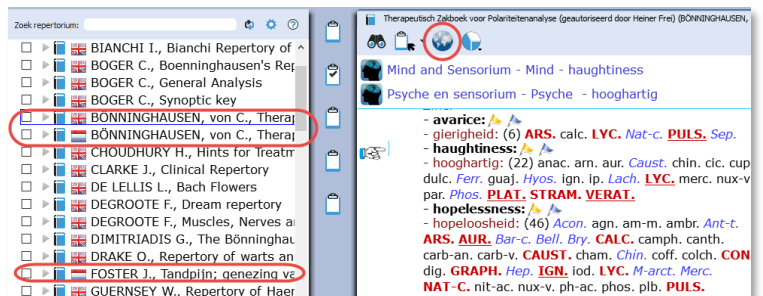 Zoek repertorium:
BIANCHI I., Bianchi Repertory of
BOGER C., Boenninghausen's Rep
BOGER C., General Analysis
BOGER C., Synoptic key
BÖNNINGHAUSEN, von C., Therap
BÖNNINGHAUSEN, von C., Therap
CHOUDHURY H., Hints for Treatm
CLARKE J., Clinical Repertory
DE LELLIS L., Bach Flowers
DEGROOTE F., Dream repertory
DEGROOTE F., Muscles, Nerves a
DIMITRIADIS G., The Bönninghau
DRAKE O., Repertory of warts an
FOSTER J., Tandpijn; genezing va
GUERNSEY W., Repertory of Haer
Therapeutisch Zakboek voor Polariteitenanalyse (geautoriseerd door Heiner Frei) (BÖNNINGHAUSEN,
Mind and Sensorium - Mind - haughtiness
Psyche en sensorium - Psyche - hooghartig
- avarice:
- gierigheid: (6) ARS. calc. LYC. Nat-c. PULS. Sep.
- haughtiness:
- hooghartig: (22) anac. arn. aur. Caust. chin. cic. cup
dulc. Ferr. guaj. Hyos. ign. ip. Lach. LYC. merc. nux-v
par. Phos. PLAT. STRAM. VERAT.
- hopelessness:
- hopeloosheid: (46) Acon. agn. am-m. ambr. Ant-t.
ARS. AUR. Bar-c. Bell. Bry. CALC. camph. canth.
carb-an. carb-v. CAUST. cham. Chin. coff. colch. CON
dig. GRAPH. Hep. IGN. iod. LYC. M-arct. Merc.
NAT-C. nit-ac. nux-v. ph-ac. phos. plb. PULS.